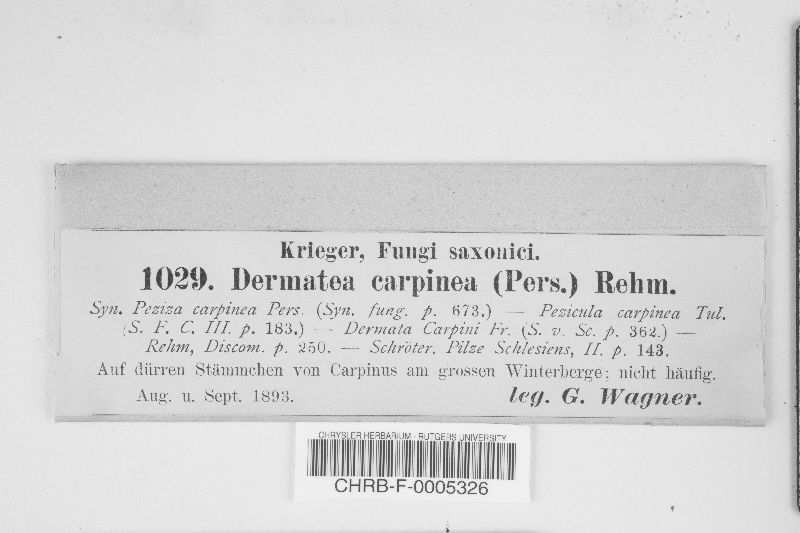 Krieger, Fungi saxonici.
1029. Dermatea carpinea (Pers.) Rehm.
Syn. Peziza carpinea Pers. (Syn. fung. p. 673.) — Pezicula carpinea Tul.
(S. F. C. III. p. 183.) — Dermata Carpini Fr. (S. v. Sc. p. 362.) —
Rehm, Discom. p. 250. — Schröter, Pilze Schlesiens, II. p. 143.
Auf dürren Stämmchen von Carpinus am grossen Winterberge; nicht häufig.
Aug. u. Sept. 1893. leg. G. Wagner.
CHRYSLER HERBARIUM - RUTGERS UNIVERSITY
CHRB-F-0005326